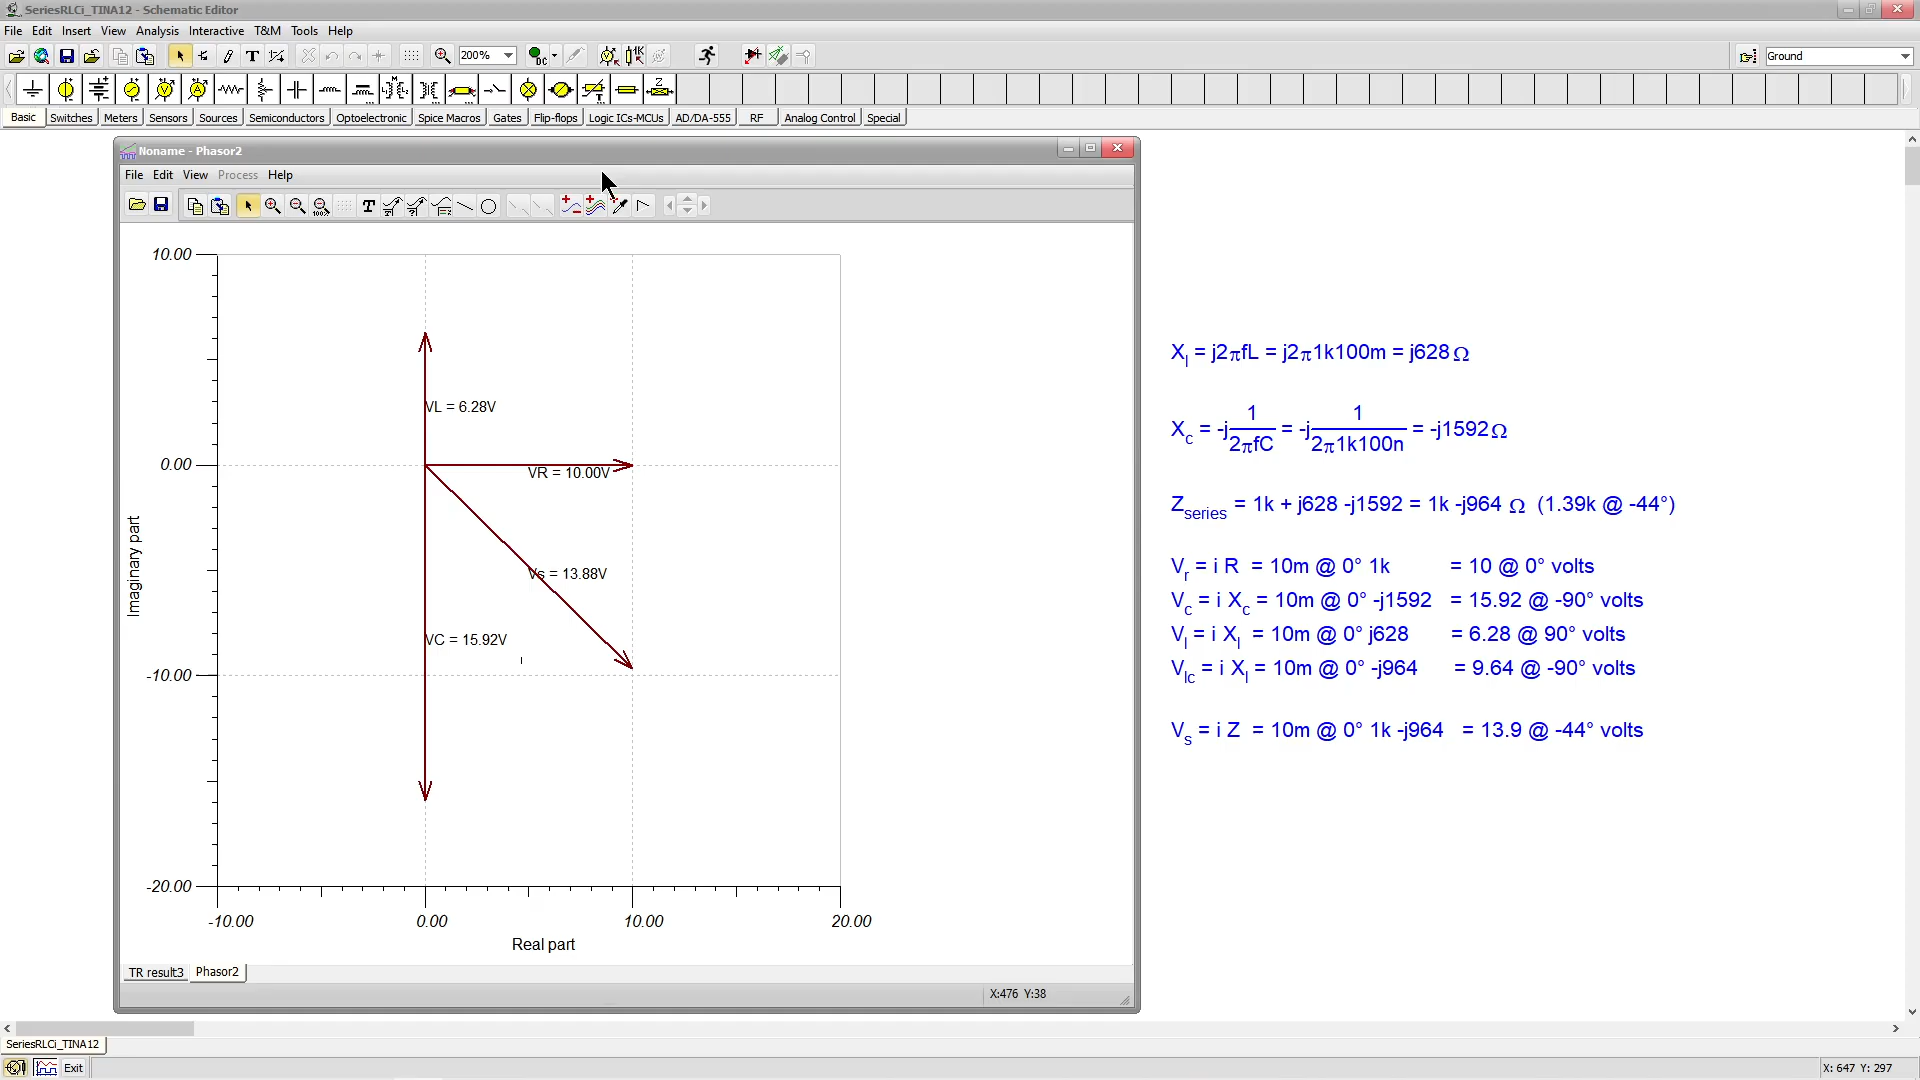 SeriesRLCi_TINA12 - Schematic Editor
File Edit Insert View Analysis Interactive T&M Tools Help
200% DC 1K Ground
M Z
Basic Switches Meters Sensors Sources Semiconductors Optoelectronic Spice Macros Gates Flip-flops Logic ICs-MCUs AD/DA-555 RF Analog Control Special
Noname - Phasor2
File Edit View Process Help
100% T
10.00
VL = 6.28V
0.00
VR = 10.00V
Vs = 13.88V
VC = 15.92V
Imaginary part
-10.00
-20.00
-10.00 0.00 10.00 20.00
Real part
TR result3 Phasor2
X:476 Y:38
Xl = j2πfL = j2π1k100m = j628 Ω
Xc = -j 1/2πfC = -j 1/2π1k100n = -j1592 Ω
Zseries = 1k + j628 -j1592 = 1k -j964 Ω (1.39k @ -44°)
Vr = i R = 10m @ 0° 1k = 10 @ 0° volts
Vc = i Xc = 10m @ 0° -j1592 = 15.92 @ -90° volts
Vl = i Xl = 10m @ 0° j628 = 6.28 @ 90° volts
Vlc = i Xl = 10m @ 0° -j964 = 9.64 @ -90° volts
Vs = i Z = 10m @ 0° 1k -j964 = 13.9 @ -44° volts
SeriesRLCi_TINA12
Exit
X: 647 Y: 297